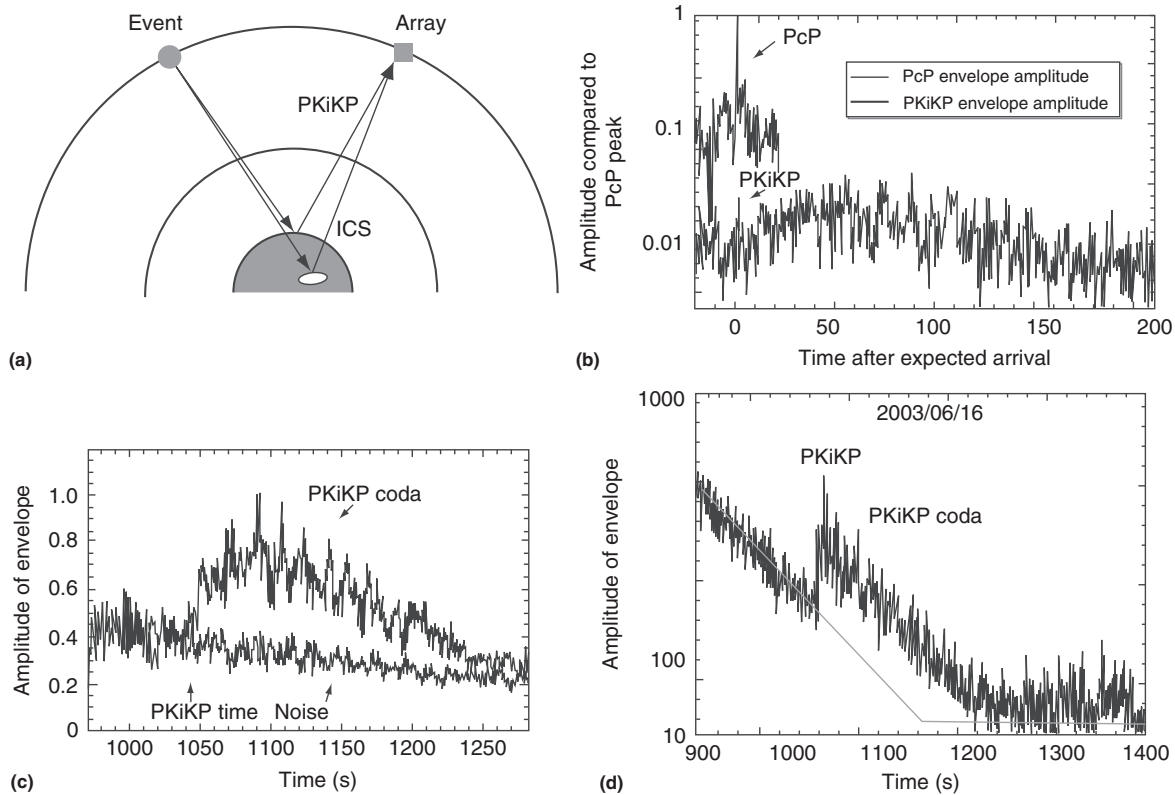 Event
Array
PKiKP
ICS
(a)
1
0.1
0.01
Amplitude compared to
PcP peak
PcP
PKiKP
PcP envelope amplitude
PKiKP envelope amplitude
0 50 100 150 200
Time after expected arrival
(b)
1.0
0.8
0.6
0.4
0.2
0
Amplitude of envelope
PKiKP coda
PKiKP time
Noise
1000 1050 1100 1150 1200 1250
Time (s)
(c)
1000
100
10
Amplitude of envelope
2003/06/16
PKiKP
PKiKP coda
900 1000 1100 1200 1300 1400
Time (s)
(d)